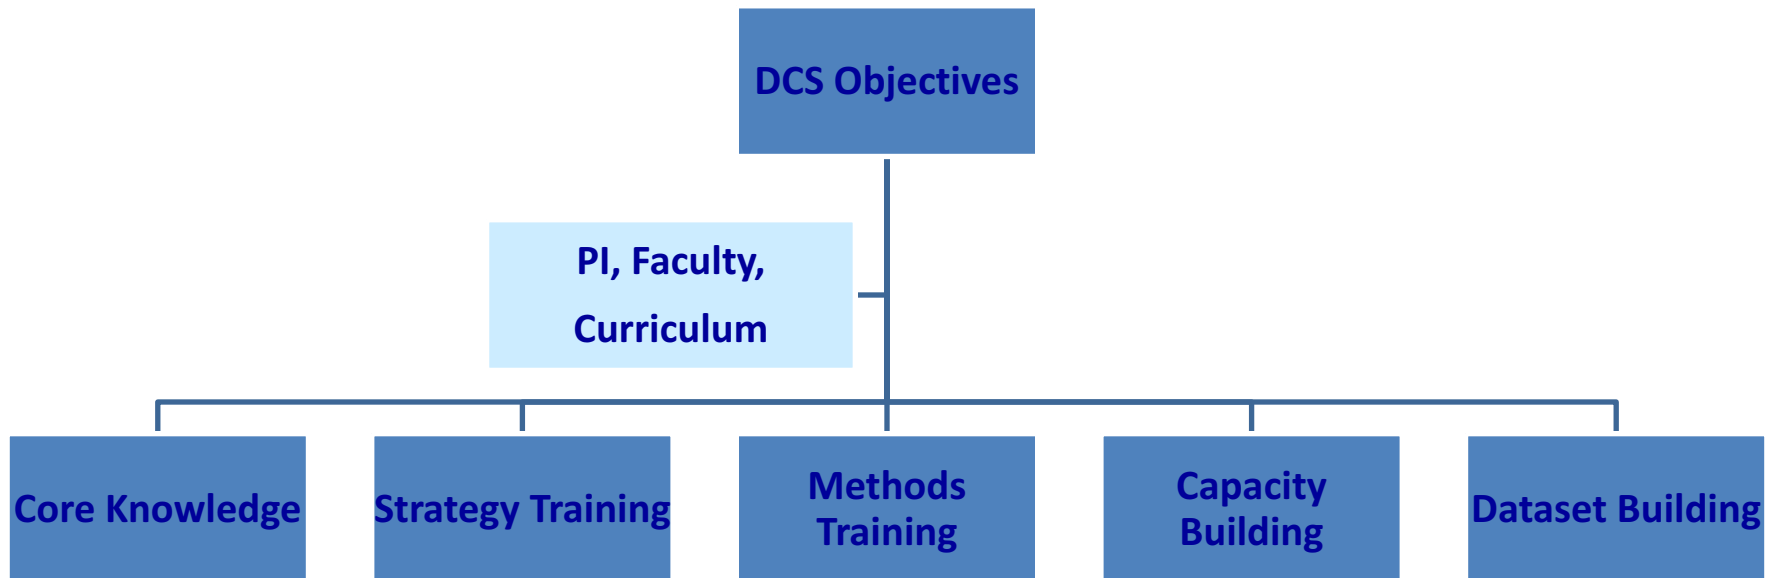 DCS Objectives
PI, Faculty,
Curriculum
Core Knowledge
Strategy Training
Methods
Training
Capacity
Building
Dataset Building